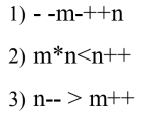 1) - -m-++n
2) m*n<n++
3) n-- > m++